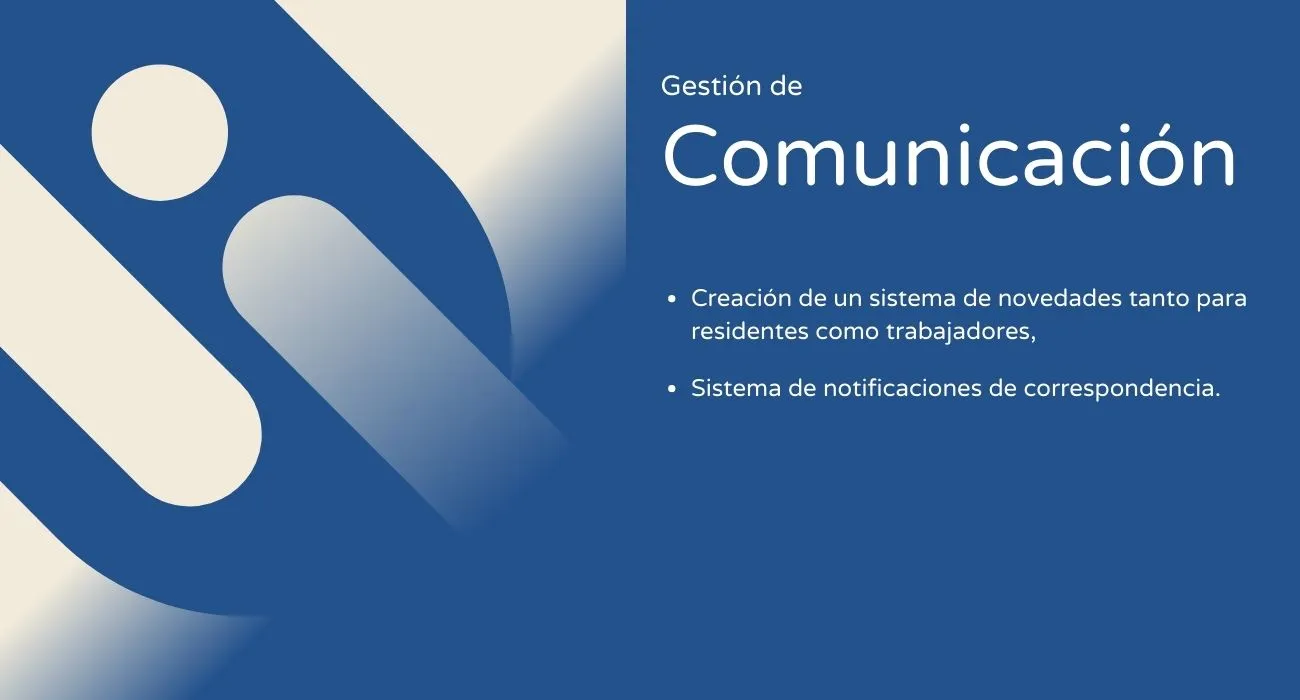 Gestión de
Comunicación
• Creación de un sistema de novedades tanto para
residentes como trabajadores,
• Sistema de notificaciones de correspondencia.